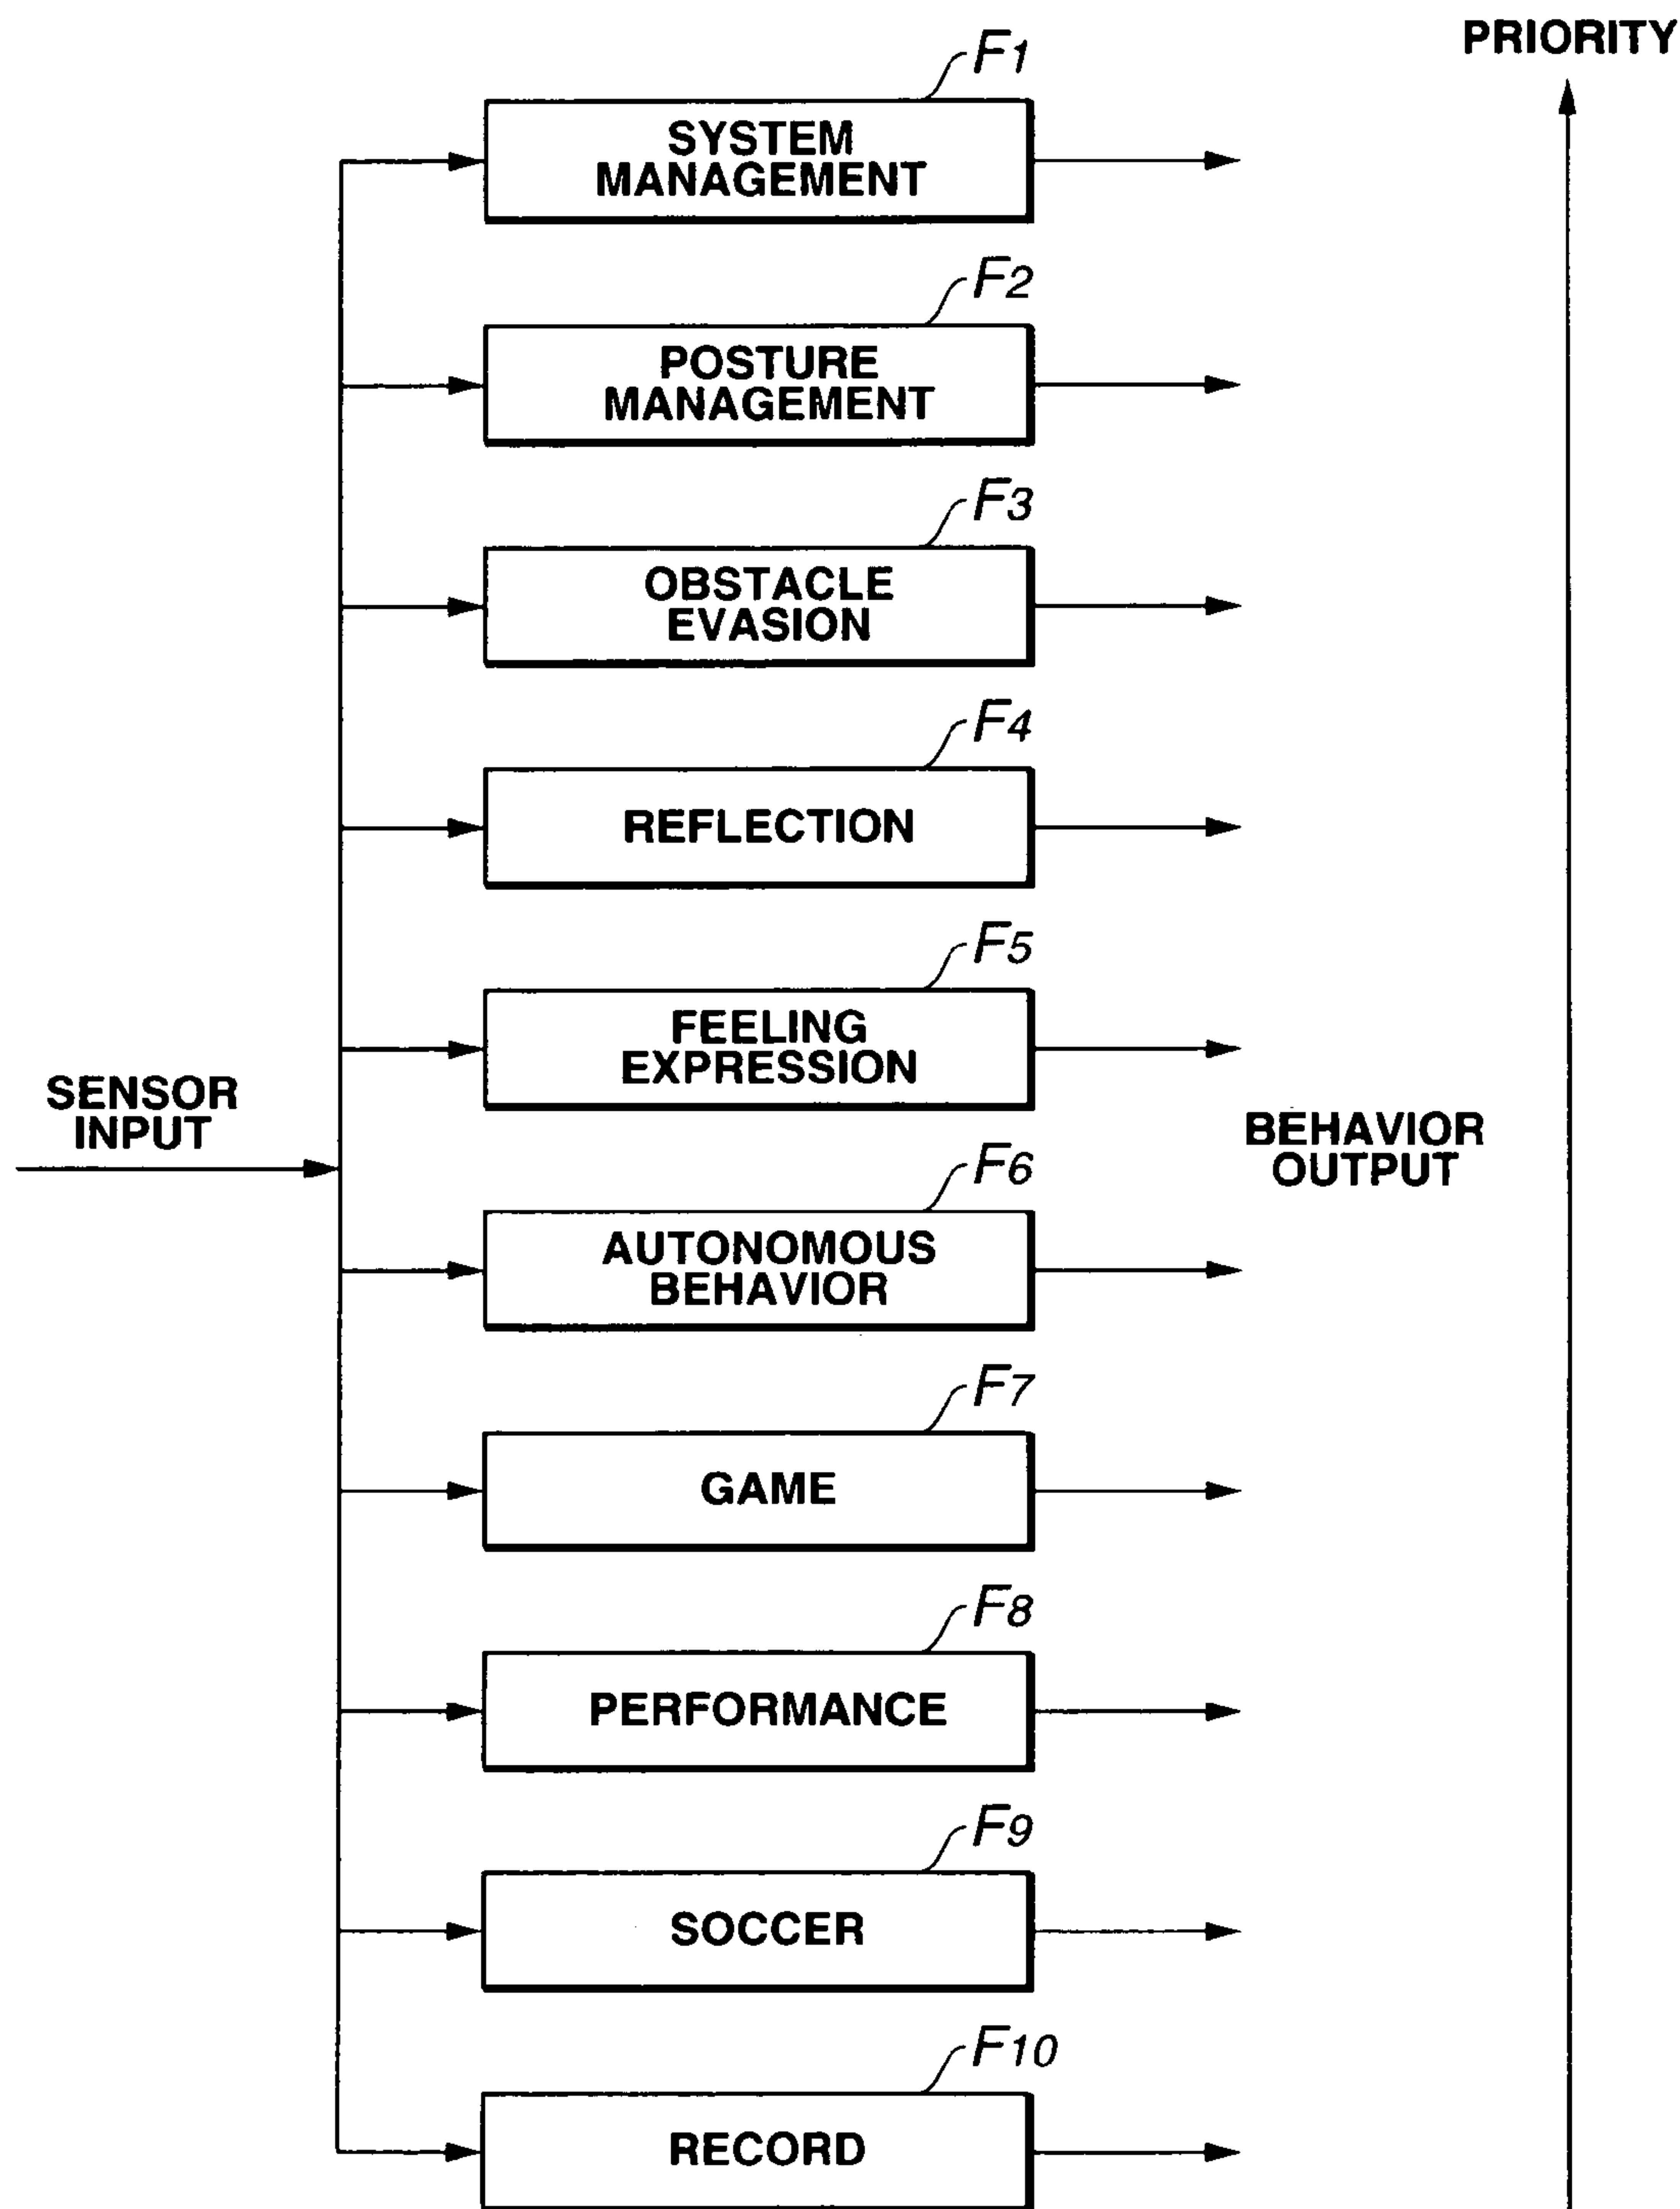 PRIORITY
F1
SYSTEM
MANAGEMENT
F2
POSTURE
MANAGEMENT
F3
OBSTACLE
EVASION
F4
REFLECTION
F5
FEELING
EXPRESSION
SENSOR
INPUT
BEHAVIOR
OUTPUT
F6
AUTONOMOUS
BEHAVIOR
F7
GAME
F8
PERFORMANCE
F9
SOCCER
F10
RECORD